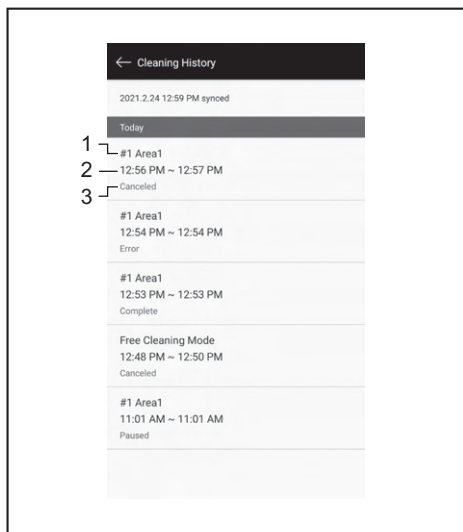 ← Cleaning History
2021.2.24 12:59 PM synced
Today
1
#1 Area1
2
12:56 PM ~ 12:57 PM
3
Canceled
#1 Area1
12:54 PM ~ 12:54 PM
Error
#1 Area1
12:53 PM ~ 12:53 PM
Complete
Free Cleaning Mode
12:48 PM ~ 12:50 PM
Canceled
#1 Area1
11:01 AM ~ 11:01 AM
Paused